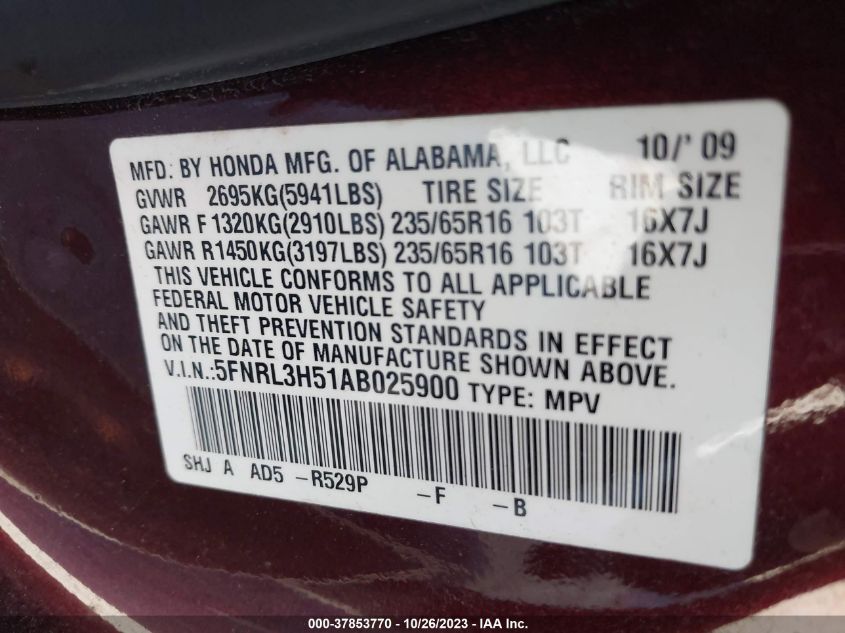 MFD: BY HONDA MFG. OF ALABAMA, LLC 10/' 09
GVWR 2695KG(5941LBS) TIRE SIZE RIM SIZE
GAWR F 1320KG(2910LBS) 235/65R16 103T 16X7J
GAWR R1450KG(3197LBS) 235/65R16 103T 16X7J
THIS VEHICLE CONFORMS TO ALL APPLICABLE
FEDERAL MOTOR VEHICLE SAFETY
AND THEFT PREVENTION STANDARDS IN EFFECT
ON THE DATE OF MANUFACTURE SHOWN ABOVE.
V.I.N.:5FNRL3H51AB025900 TYPE: MPV
SHJ A AD5 -R529P -F -B
000-37853770 - 10/26/2023 - IAA Inc.